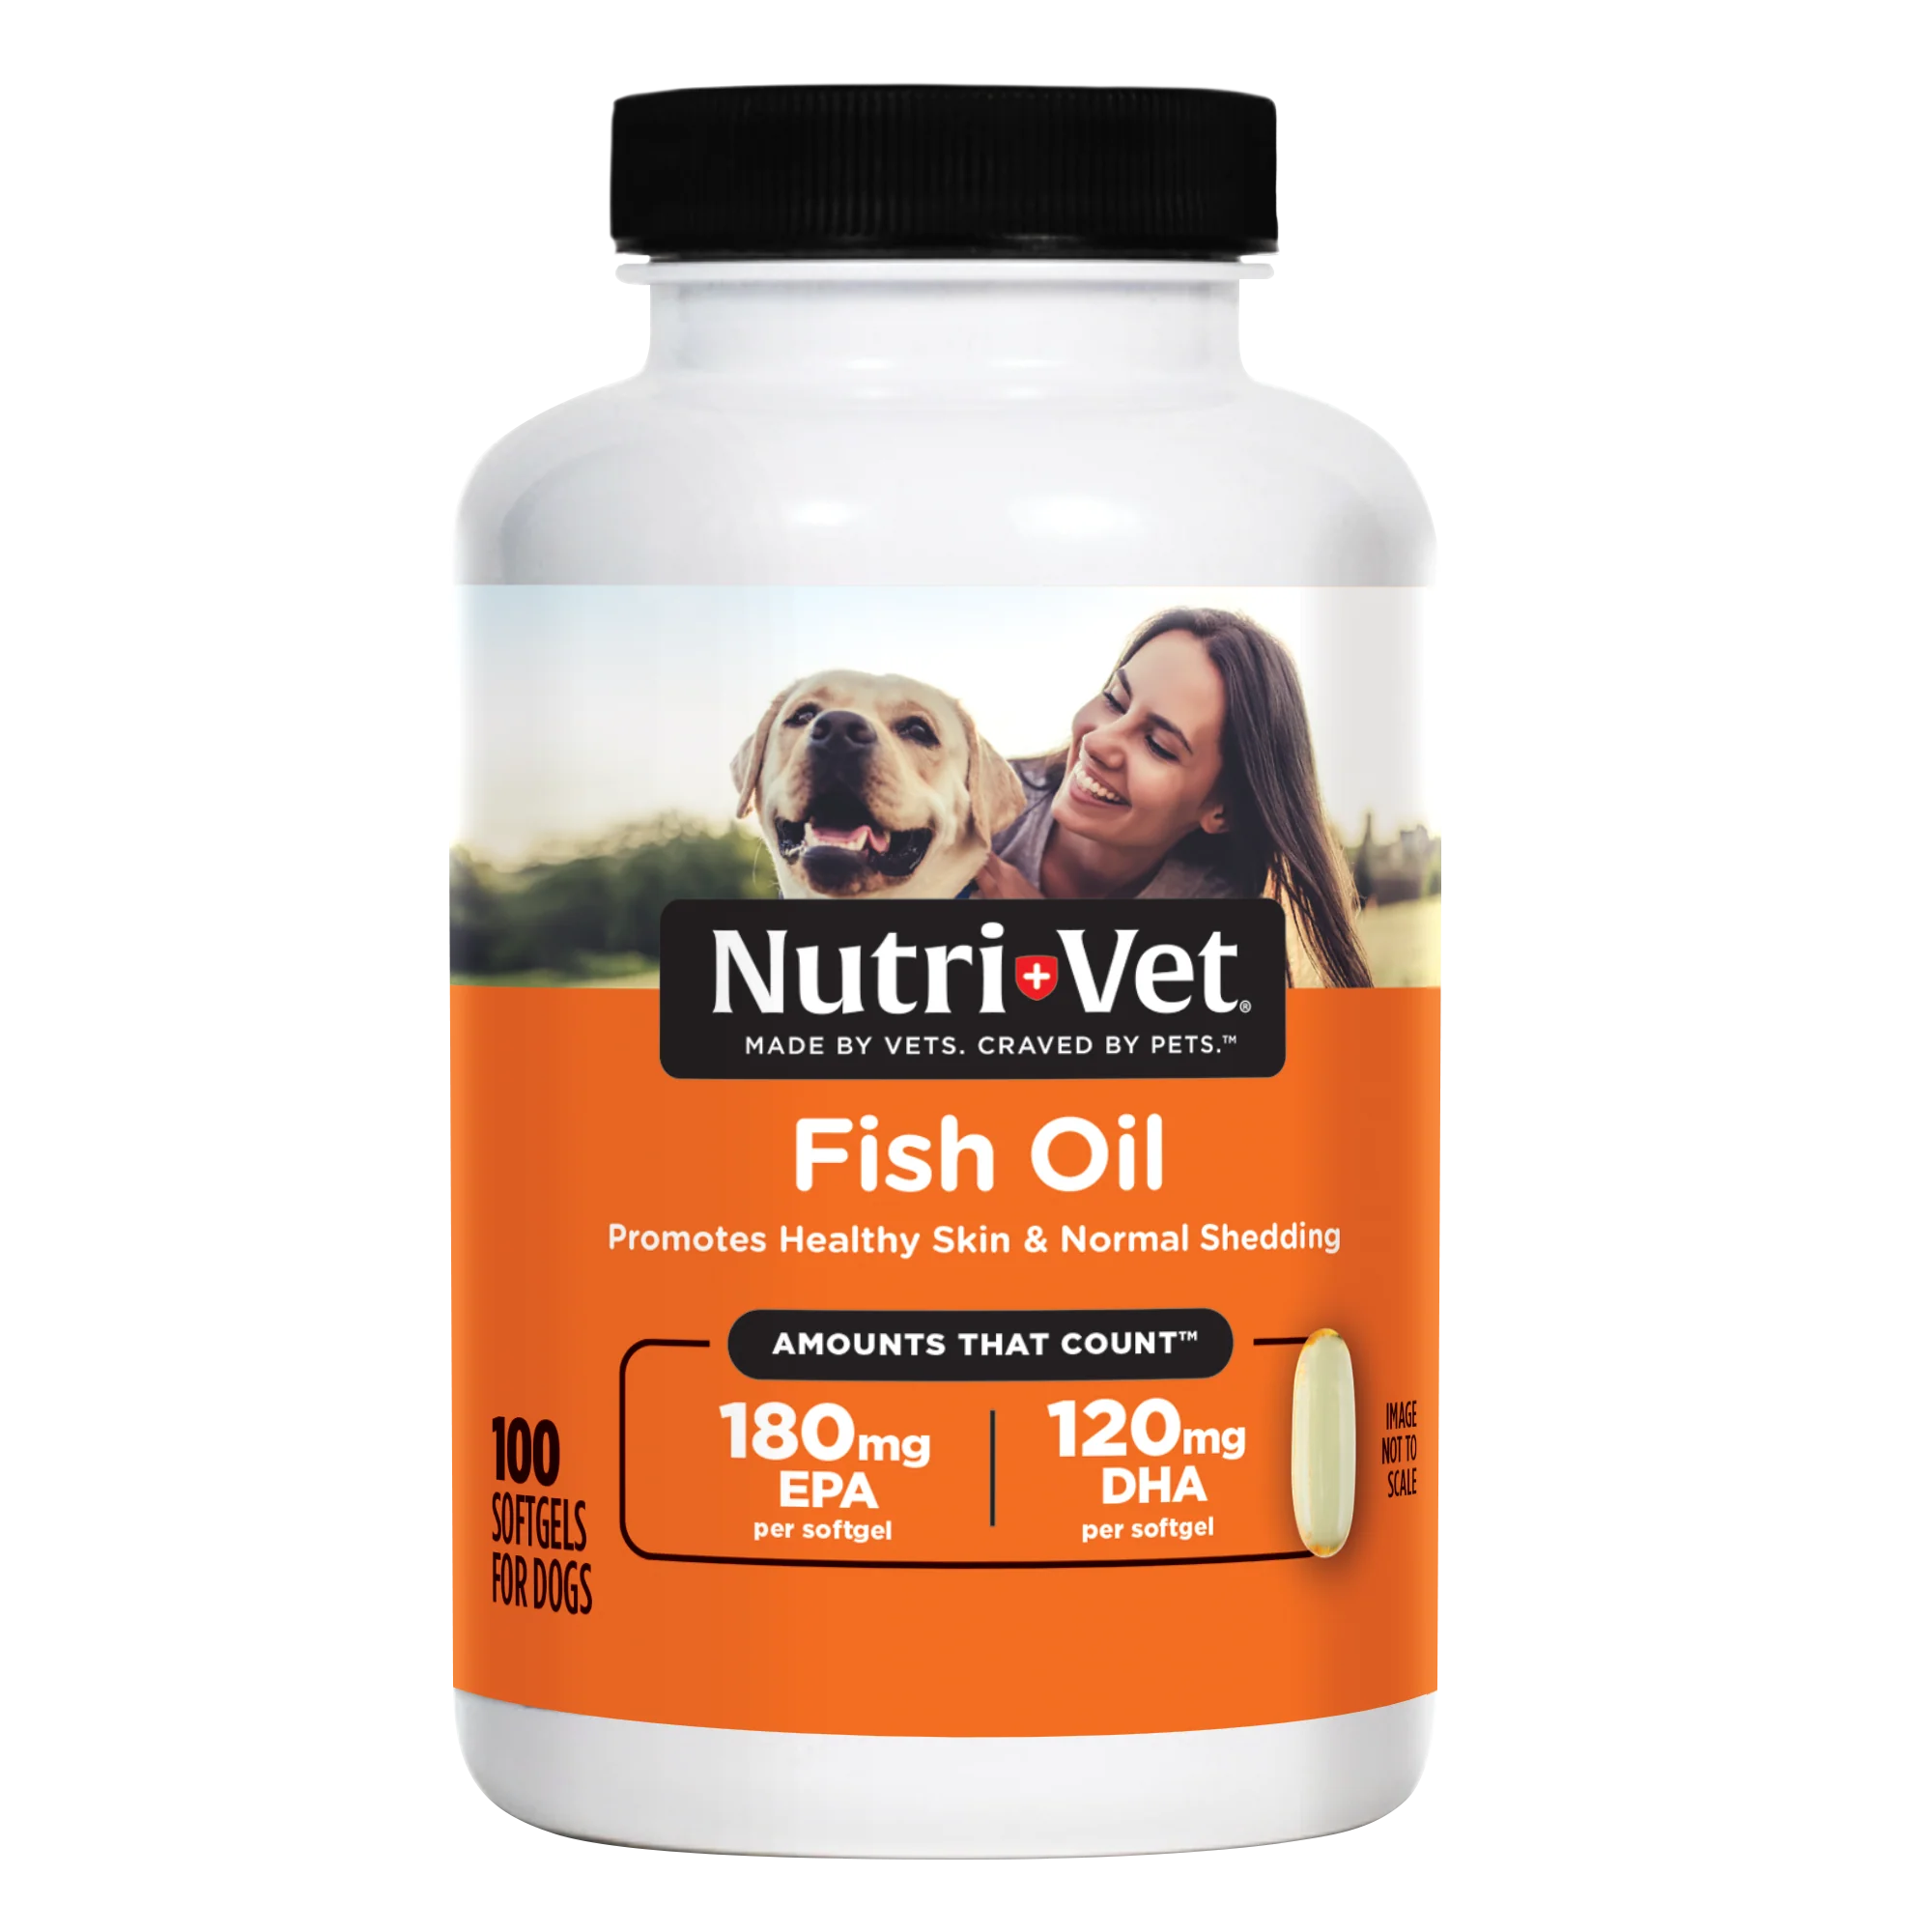 Nutri+Vet®
MADE BY VETS. CRAVED BY PETS.™
Fish Oil
Promotes Healthy Skin & Normal Shedding
AMOUNTS THAT COUNT™
180mg
EPA
per softgel
120mg
DHA
per softgel
100
SOFTGELS
FOR DOGS
IMAGE
NOT TO
SCALE